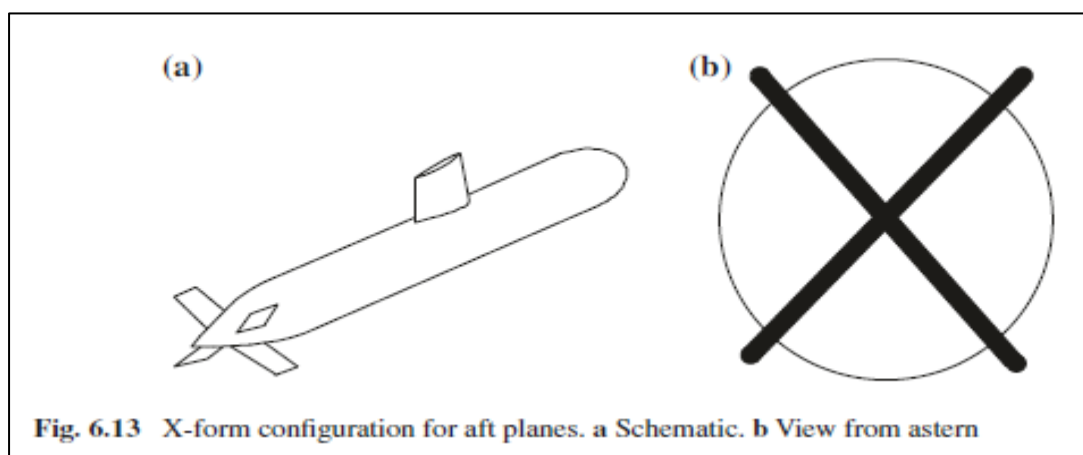 (a)
(b)
Fig. 6.13 X-form configuration for aft planes. a Schematic. b View from astern